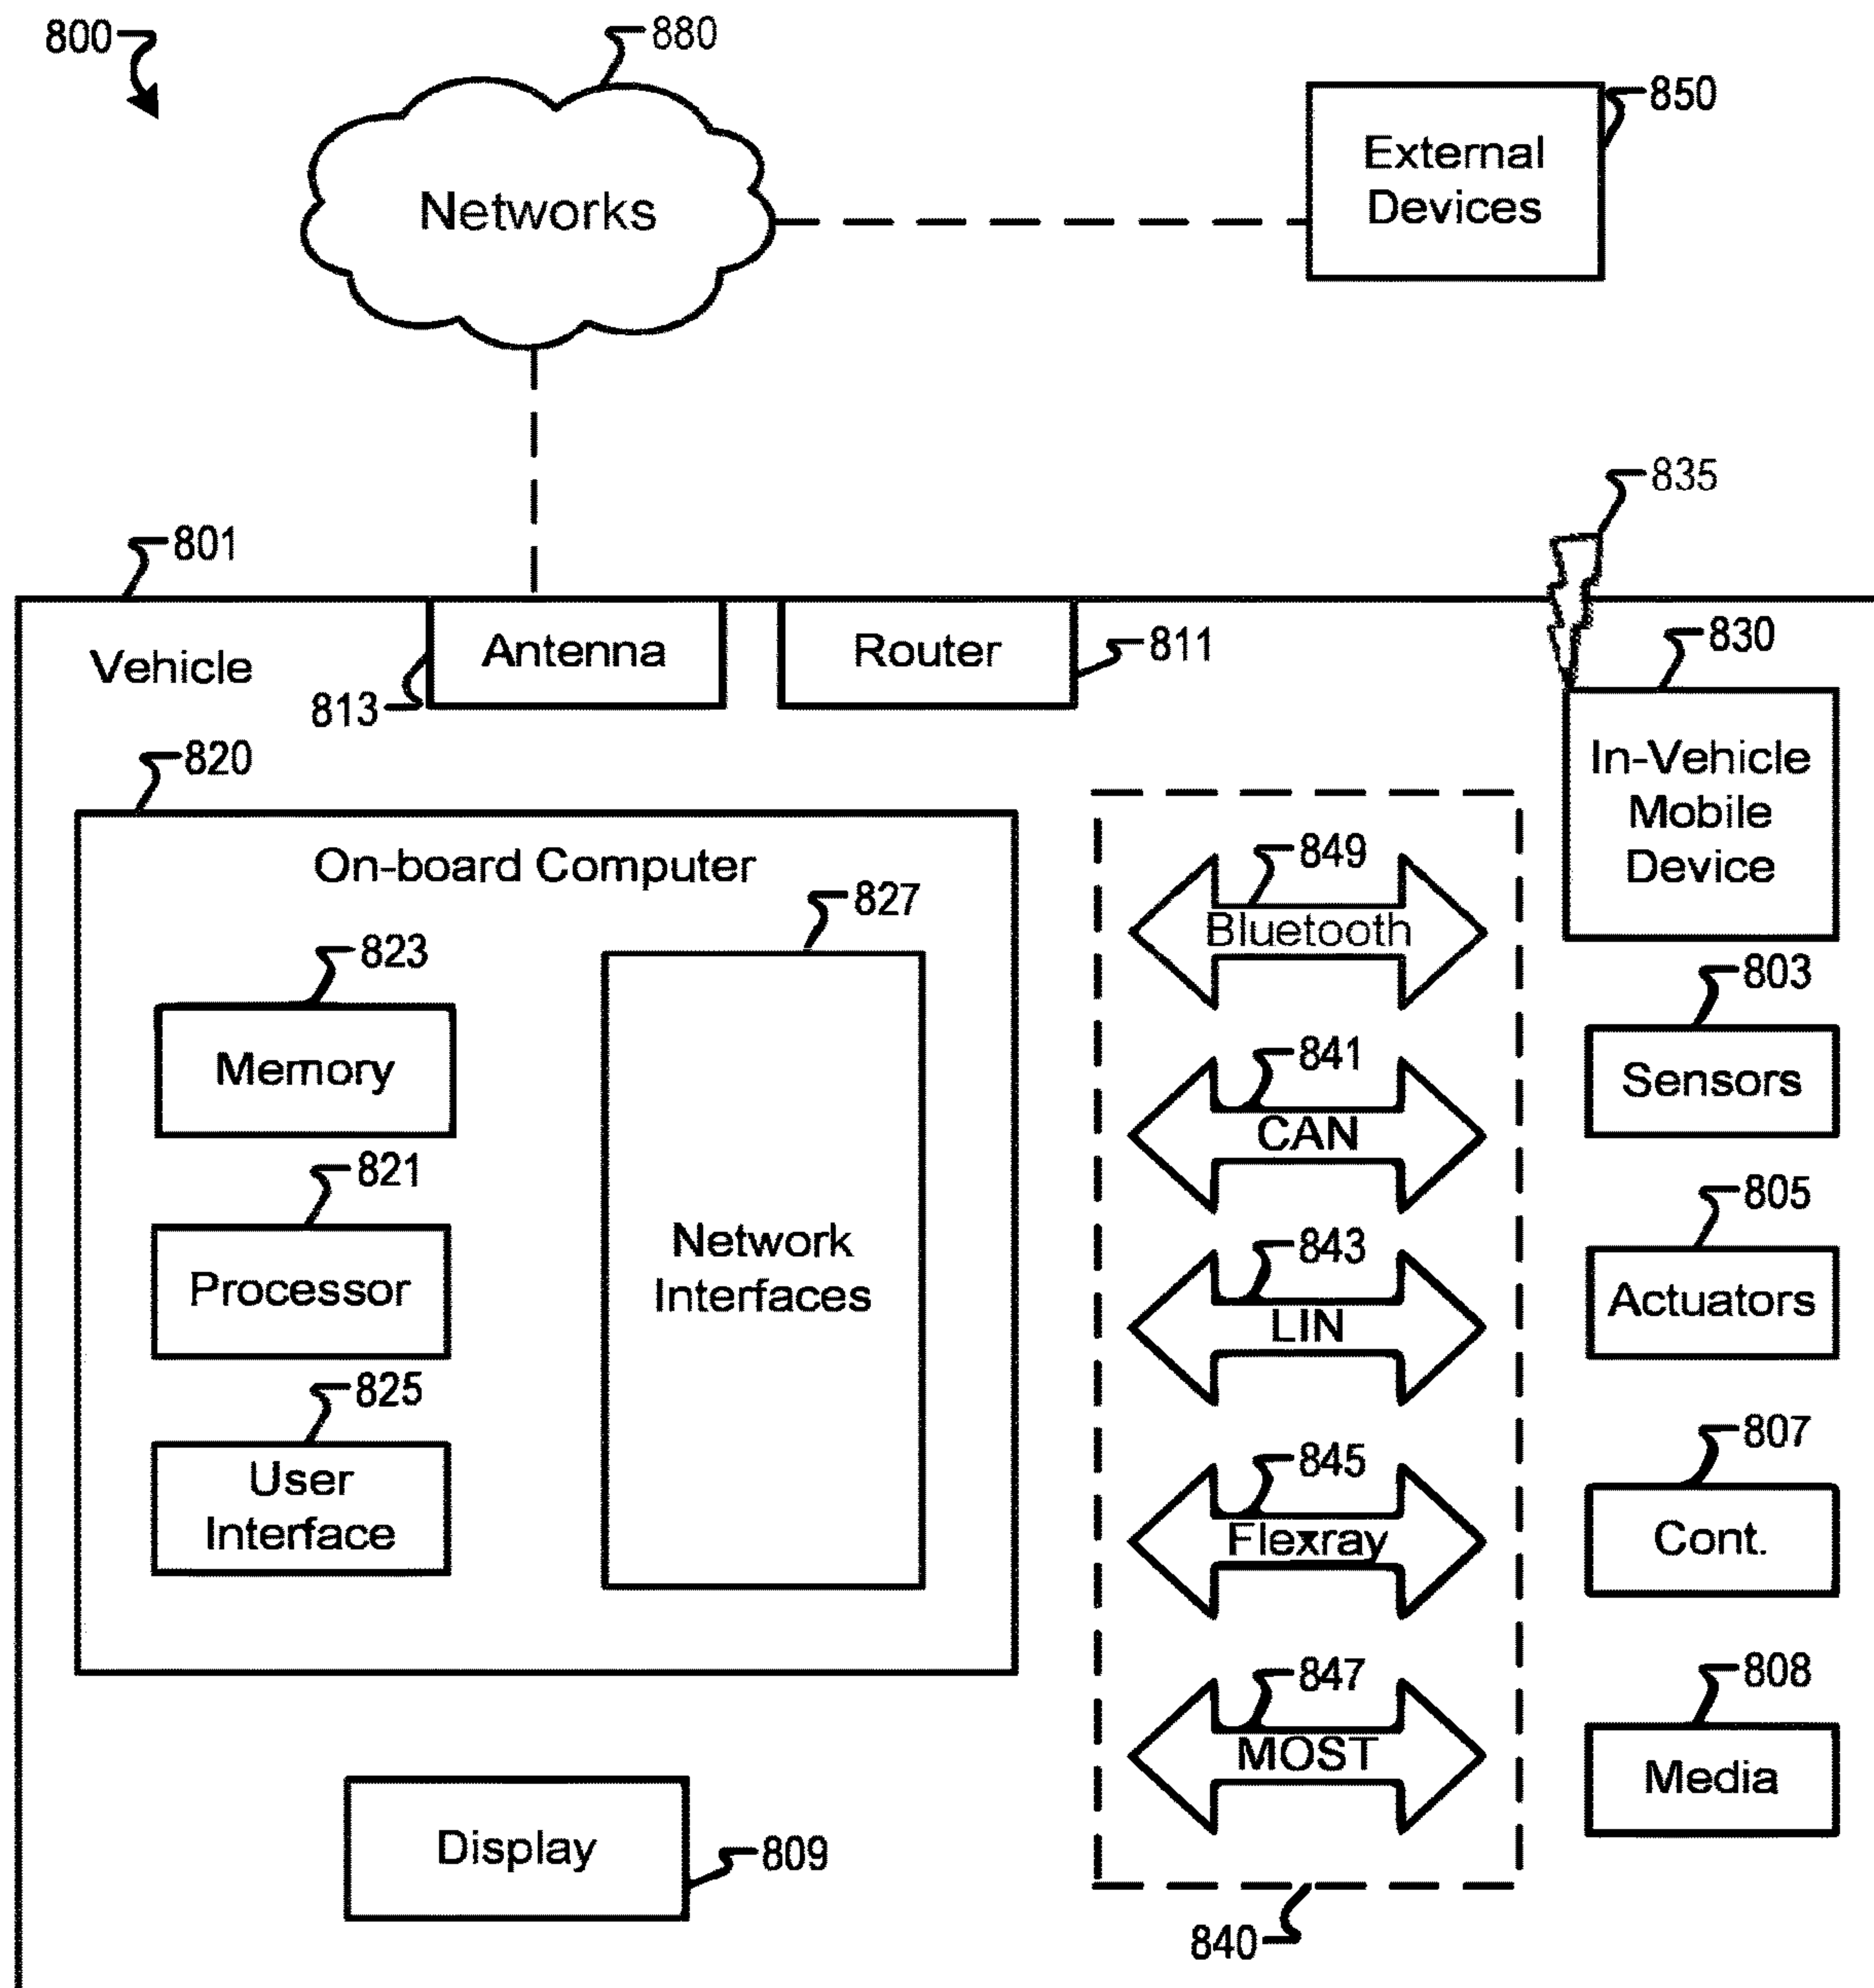 800
880
850
External
Devices
Networks
835
801
Vehicle
Antenna
Router
811
813
830
In-Vehicle
Mobile
Device
820
On-board Computer
827
823
Memory
821
Processor
825
User
Interface
Network
Interfaces
849
Bluetooth
841
CAN
843
LIN
845
Flexray
847
MOST
840
803
Sensors
805
Actuators
807
Cont.
808
Media
Display
809